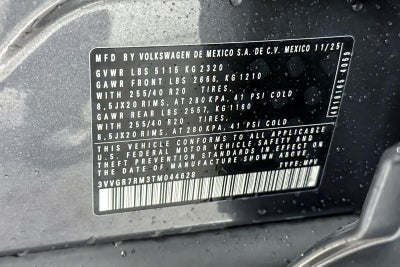 MFD BY VOLKSWAGEN DE MEXICO S.A. DE C.V. MEXICO 11/25
GVWR LBS 5115 KG 2320
GAWR FRONT LBS 2668, KG 1210
WITH 255/40 R20 TIRES,
8.5JX20 RIMS, AT 280 KPA, 41 PSI COLD
GAWR REAR LBS 2557, KG 1160
WITH 255/40 R20 TIRES,
8.5JX20 RIMS, AT 280 KPA, 41 PSI COLD
THIS VEHICLE CONFORMS TO ALL APPLICABLE
U.S. FEDERAL MOTOR VEHICLE SAFETY AND
THEFT PREVENTION STANDARDS IN EFFECT ON
THE DATE OF MANUFACTURE SHOWN ABOVE.
3VVGR7RM3TM044628 TYPE: MPV